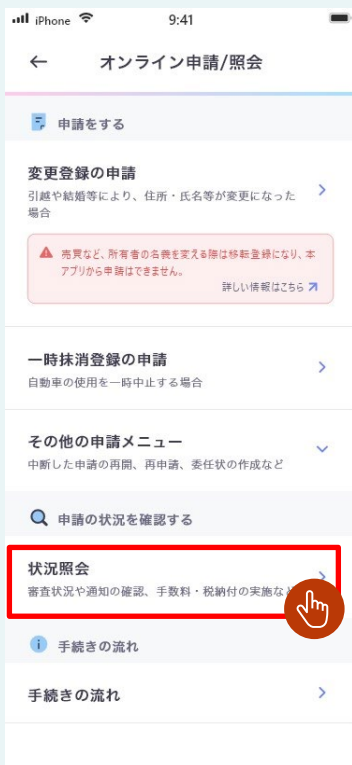 iPhone 9:41
オンライン申請/照会
申請をする
変更登録の申請
引越や結婚等により、住所・氏名等が変更になった
場合
売買など、所有者の名義を変える際は移転登録になり、本
アプリから申請はできません。
詳しい情報はこちら
一時抹消登録の申請
自動車の使用を一時中止する場合
その他の申請メニュー
中断した申請の再開、再申請、委任状の作成など
申請の状況を確認する
状況照会
審査状況や通知の確認、手数料・税納付の実施など
手続きの流れ
手続きの流れ